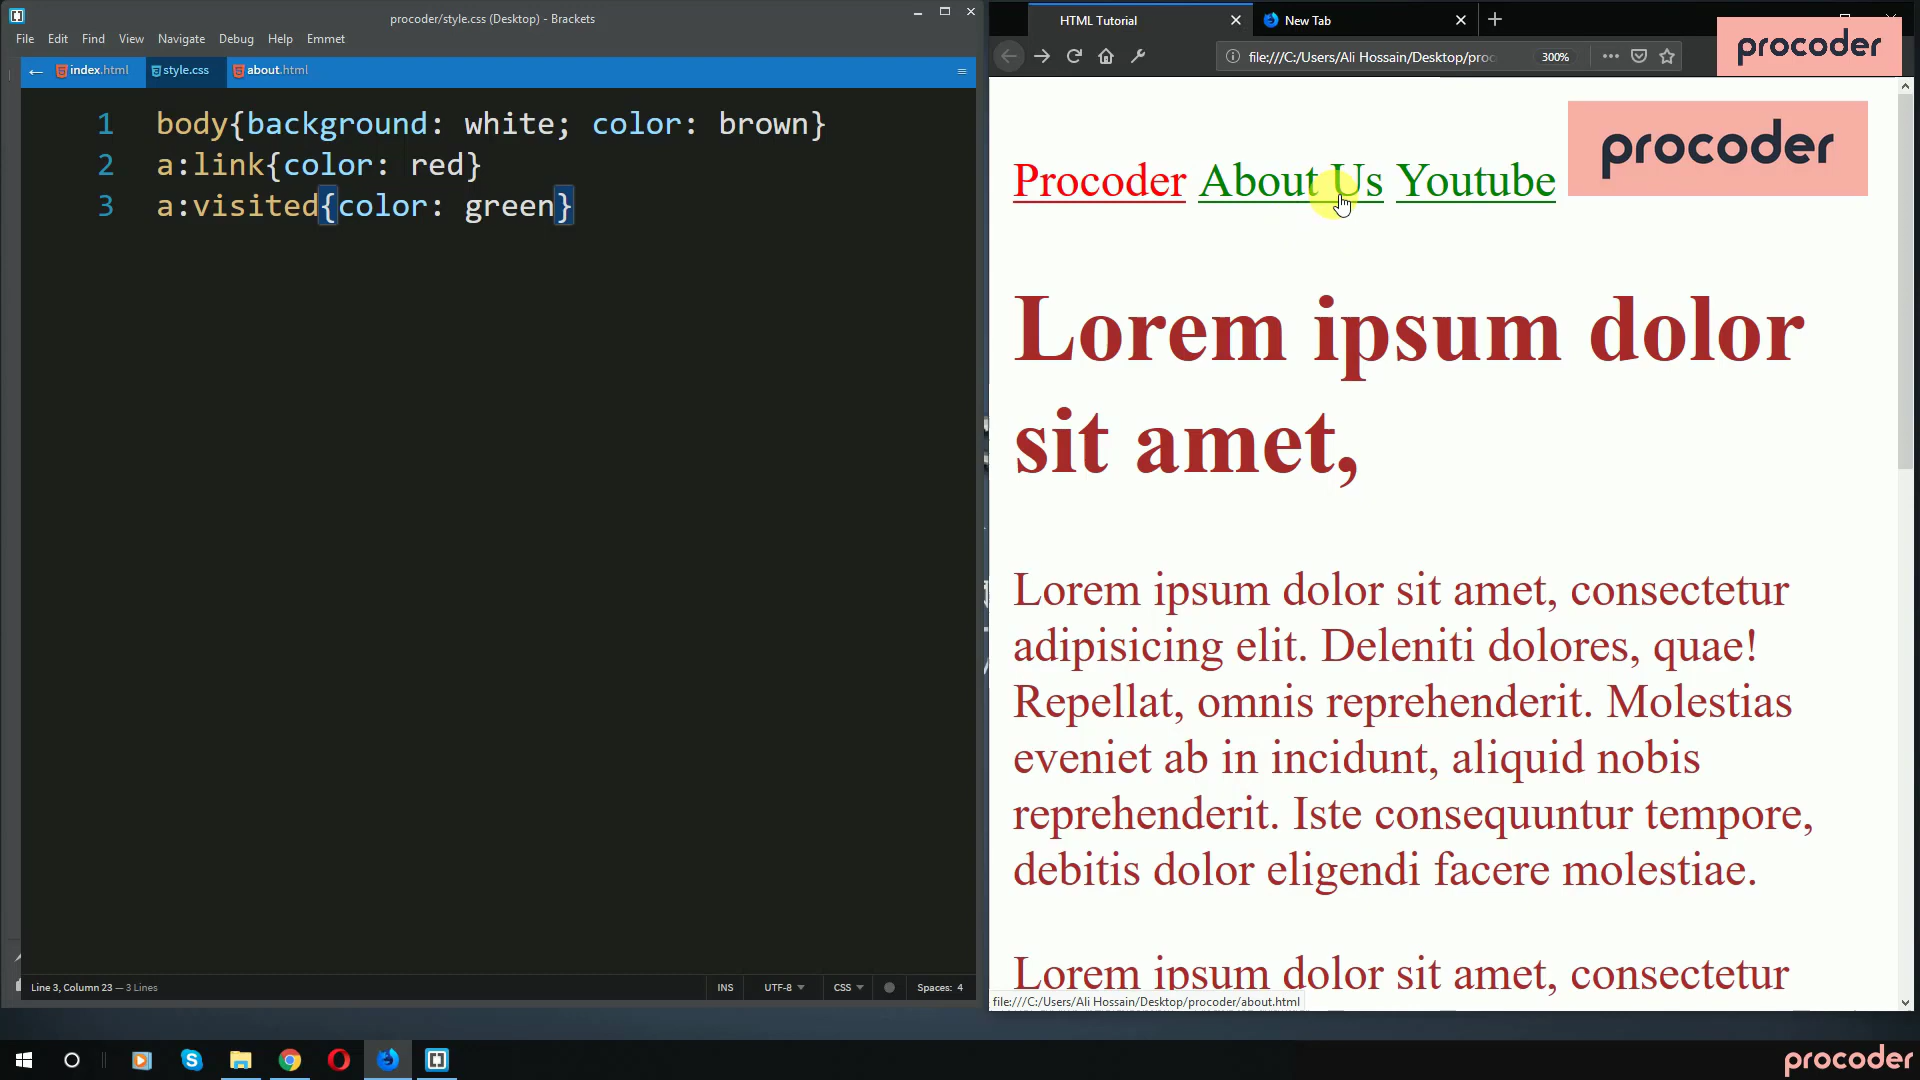 procoder/style.css (Desktop) - Brackets
File Edit Find View Navigate Debug Help Emmet
index.html style.css about.html
1 body{background: white; color: brown}
2 a:link{color: red}
3 a:visited{color: green}
Line 3, Column 23 — 3 Lines
INS UTF-8 CSS Spaces: 4
HTML Tutorial New Tab
file:///C:/Users/Ali Hossain/Desktop/proc 300%
procoder
procoder
Procoder About Us Youtube
Lorem ipsum dolor
sit amet,
Lorem ipsum dolor sit amet, consectetur
adipisicing elit. Deleniti dolores, quae!
Repellat, omnis reprehenderit. Molestias
eveniet ab in incidunt, aliquid nobis
reprehenderit. Iste consequuntur tempore,
debitis dolor eligendi facere molestiae.
Lorem ipsum dolor sit amet, consectetur
file:///C:/Users/Ali Hossain/Desktop/procoder/about.html
procoder